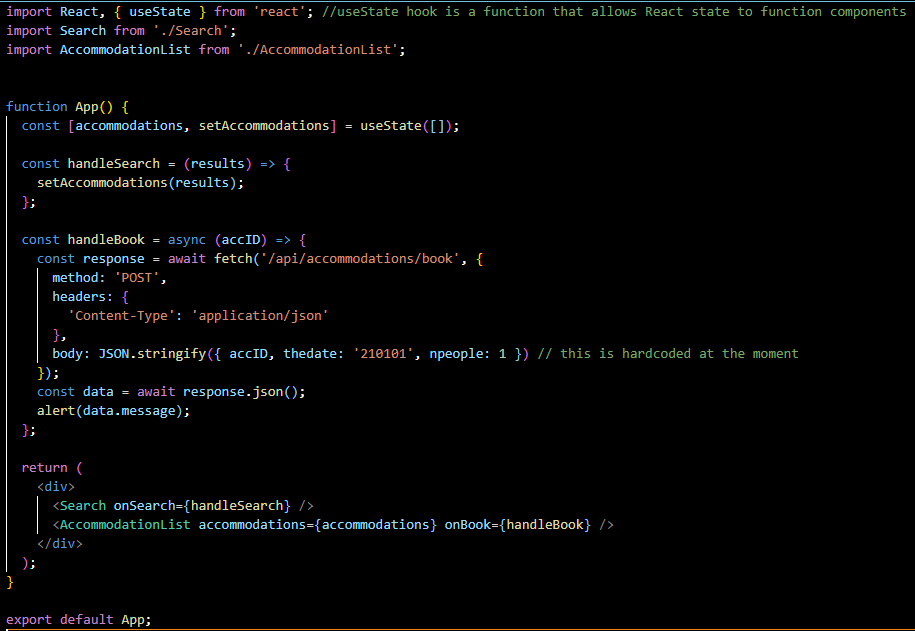 import React, { useState } from 'react'; //useState hook is a function that allows React state to function components
import Search from './Search';
import AccommodationList from './AccommodationList';
function App() {
  const [accommodations, setAccommodations] = useState([]);
  const handleSearch = (results) => {
    setAccommodations(results);
  };
  const handleBook = async (accID) => {
    const response = await fetch('/api/accommodations/book', {
      method: 'POST',
      headers: {
        'Content-Type': 'application/json'
      },
      body: JSON.stringify({ accID, thedate: '210101', npeople: 1 }) // this is hardcoded at the moment
    });
    const data = await response.json();
    alert(data.message);
  };
  return (
    <div>
      <Search onSearch={handleSearch} />
      <AccommodationList accommodations={accommodations} onBook={handleBook} />
    </div>
  );
}
export default App;